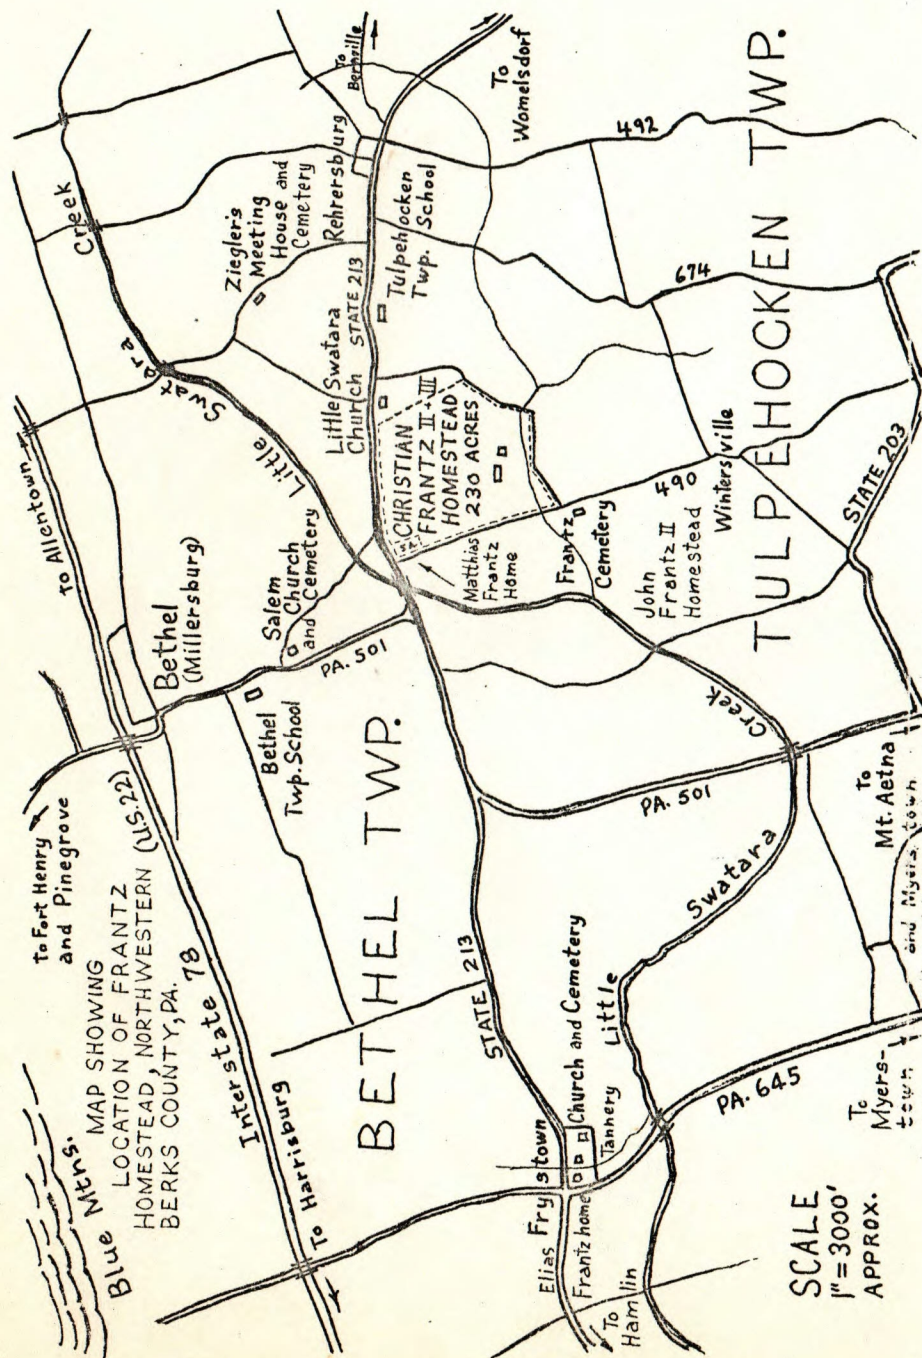 MAP SHOWING
LOCATION OF FRANTZ
HOMESTEAD, NORTHWESTERN
BERKS COUNTY, PA.
Blue Mtns.
To Fort Henry
and Pinegrove
Interstate 78 (U.S. 22)
To Harrisburg
To Allentown
Bethel
(Millersburg)
Bethel
Twp. School
Salem
Church
and Cemetery
PA. 501
BETHEL TWP.
Little Swatara Creek
Zieglers
Meeting
House and
Cemetery
Rehrersburg
To
Bernville
To
Womelsdorf
Little Swatara
Church
STATE 213
Tulpehocken
Twp.
School
CHRISTIAN
FRANTZ II + III
HOMESTEAD
230 ACRES
Matthias
Frantz
Home
Frantz
Cemetery
John
Frantz II
Homestead
490
Wintersville
674
492
TULPEHOCKEN TWP.
STATE 203
STATE 213
PA. 501
Little Swatara Creek
To
Mt. Aetna
and Myerstown
Elias
Frantz home
Frystown
Church and Cemetery
Tannery
PA. 645
To
Myers-
town
To
Hamlin
SCALE
1"=3000'
APPROX.